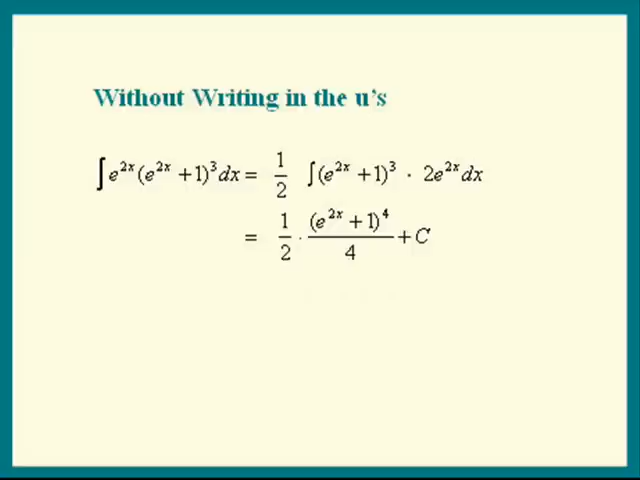 Without Writing in the u's
∫ e^{2x} (e^{2x} + 1)^3 dx = 1/2 ∫ (e^{2x} + 1)^3 · 2e^{2x} dx
= 1/2 · (e^{2x} + 1)^4 / 4 + C